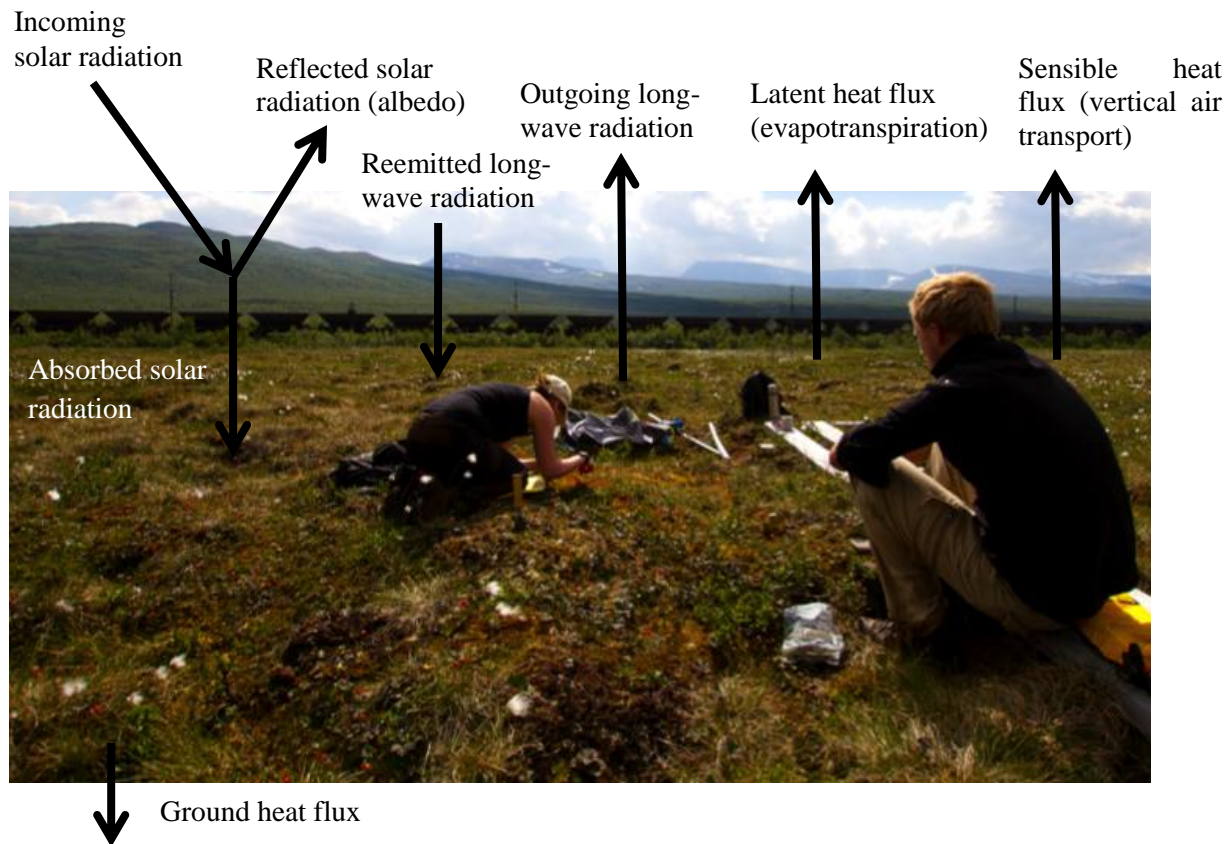 Incoming
solar radiation
Reflected solar
radiation (albedo)
Reemitted long-
wave radiation
Outgoing long-
wave radiation
Latent heat flux
(evapotranspiration)
Sensible heat
flux (vertical air
transport)
Absorbed solar
radiation
Ground heat flux